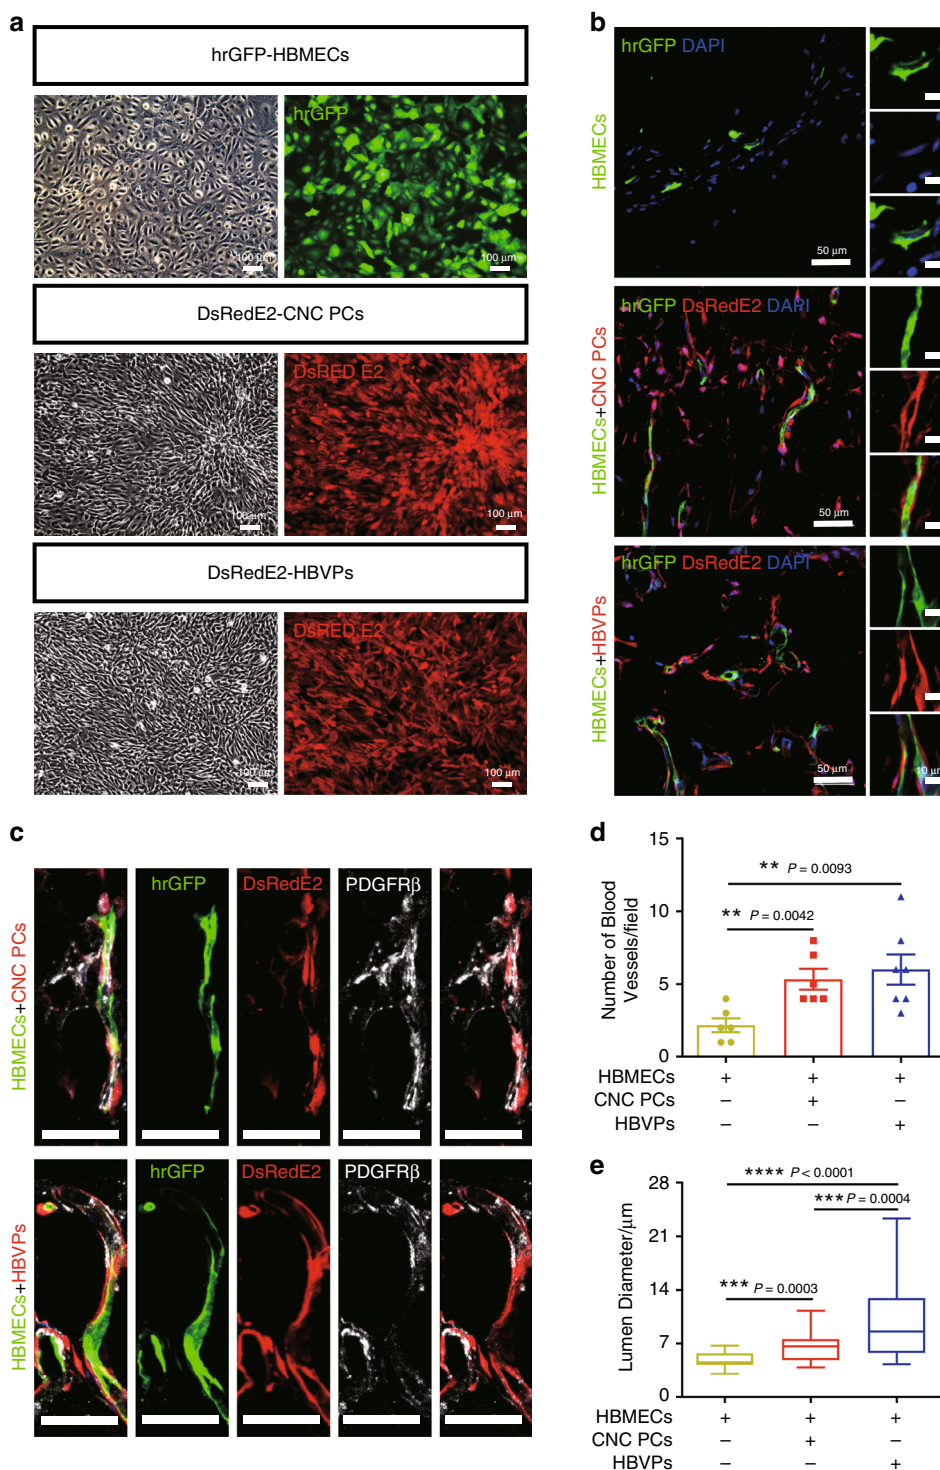 a
hrGFP-HBMECs
hrGFP
100 μm
100 μm
DsRedE2-CNC PCs
DsRED E2
100 μm
100 μm
DsRedE2-HBVPs
DsRED E2
100 μm
100 μm
b
HBMECs
hrGFP DAPI
50 μm
HBMECs+CNC PCs
hrGFP DsRedE2 DAPI
50 μm
HBMECs+HBVPs
hrGFP DsRedE2 DAPI
50 μm
10 μm
c
HBMECs+CNC PCs
hrGFP
DsRedE2
PDGFRβ
HBMECs+HBVPs
hrGFP
DsRedE2
PDGFRβ
d
Number of Blood
Vessels/field
15
10
5
0
** P = 0.0093
** P = 0.0042
HBMECs + + +
CNC PCs – + –
HBVPs – – +
e
Lumen Diameter/μm
28
21
14
7
0
**** P < 0.0001
*** P = 0.0004
*** P = 0.0003
HBMECs + + +
CNC PCs – + –
HBVPs – – +